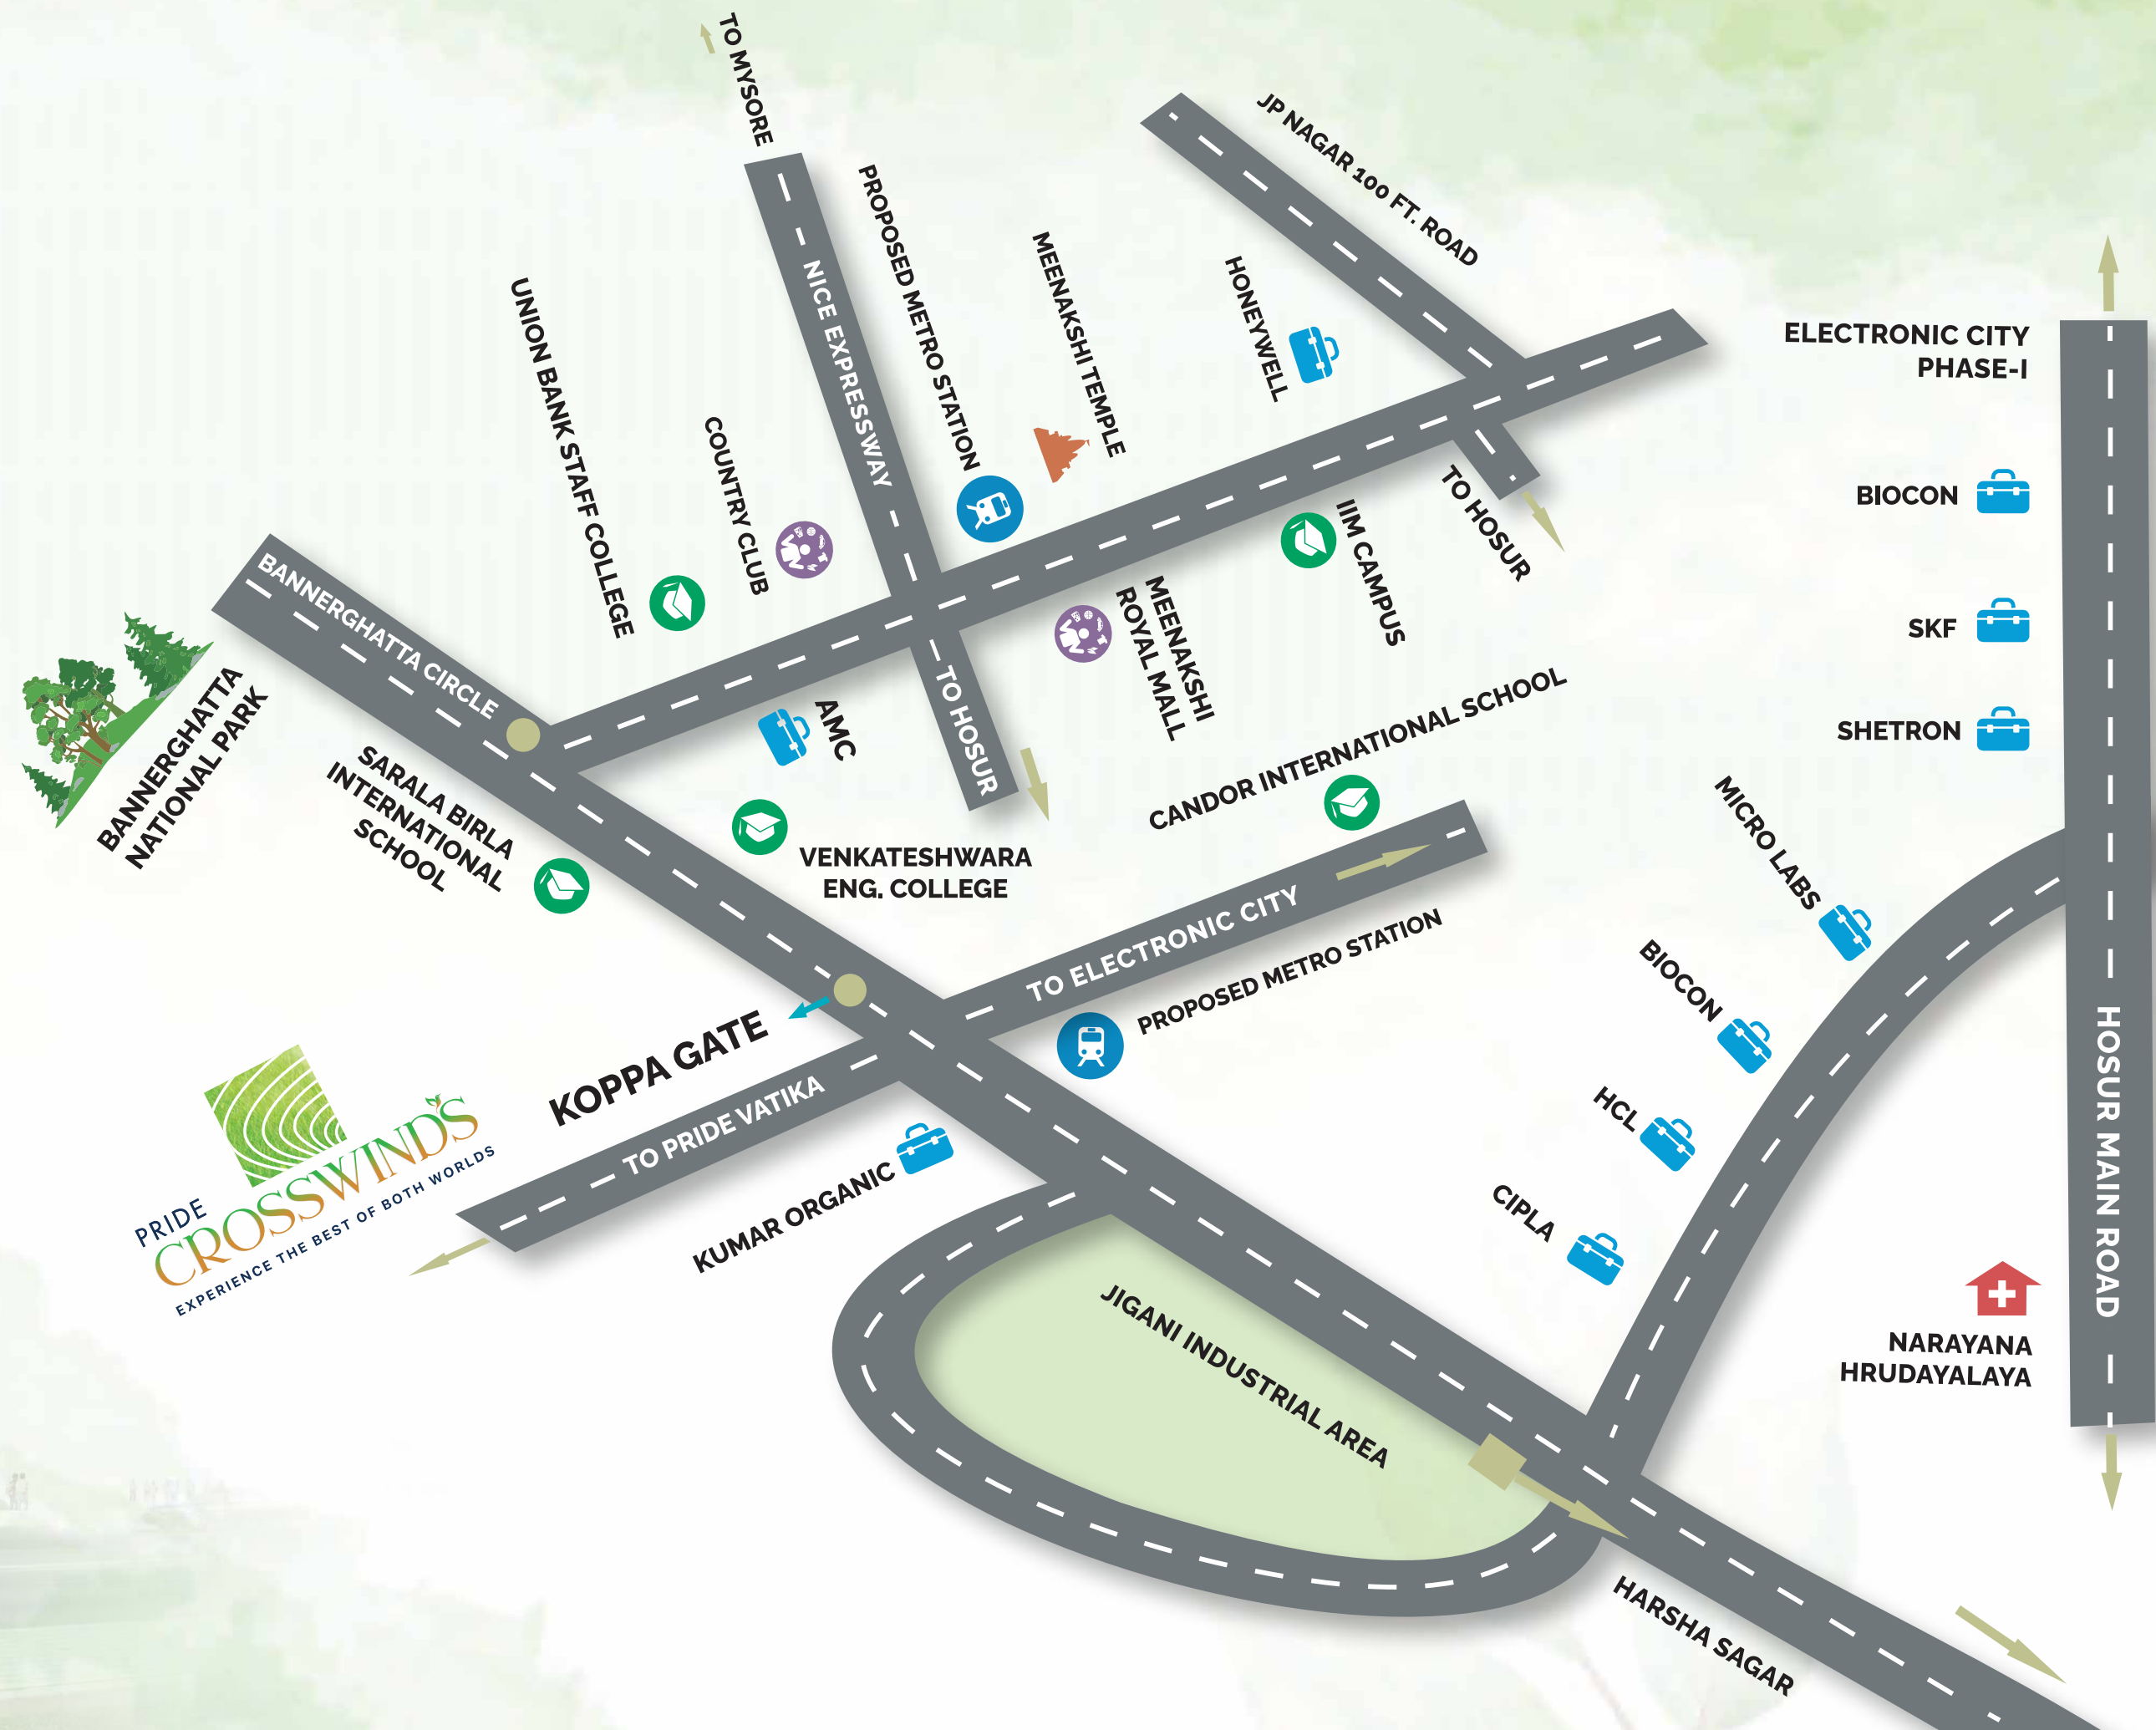 TO MYSORE
JP NAGAR 100 FT. ROAD
PROPOSED METRO STATION
MEENAKSHI TEMPLE
HONEYWELL
NICE EXPRESSWAY
UNION BANK STAFF COLLEGE
COUNTRY CLUB
ELECTRONIC CITY
PHASE-I
BIOCON
SKF
SHETRON
TO HOSUR
IIM CAMPUS
MEENAKSHI
ROYAL MALL
BANNERGHATTA CIRCLE
BANNERGHATTA
NATIONAL PARK
SARALA BIRLA
INTERNATIONAL
SCHOOL
AMC
TO HOSUR
VENKATESHWARA
ENG. COLLEGE
CANDOR INTERNATIONAL SCHOOL
TO ELECTRONIC CITY
PROPOSED METRO STATION
MICRO LABS
BIOCON
HCL
CIPLA
HOSUR MAIN ROAD
KOPPA GATE
TO PRIDE VATIKA
KUMAR ORGANIC
PRIDE
CROSSWINDS
EXPERIENCE THE BEST OF BOTH WORLDS
JIGANI INDUSTRIAL AREA
NARAYANA
HRUDAYALAYA
HARSHA SAGAR